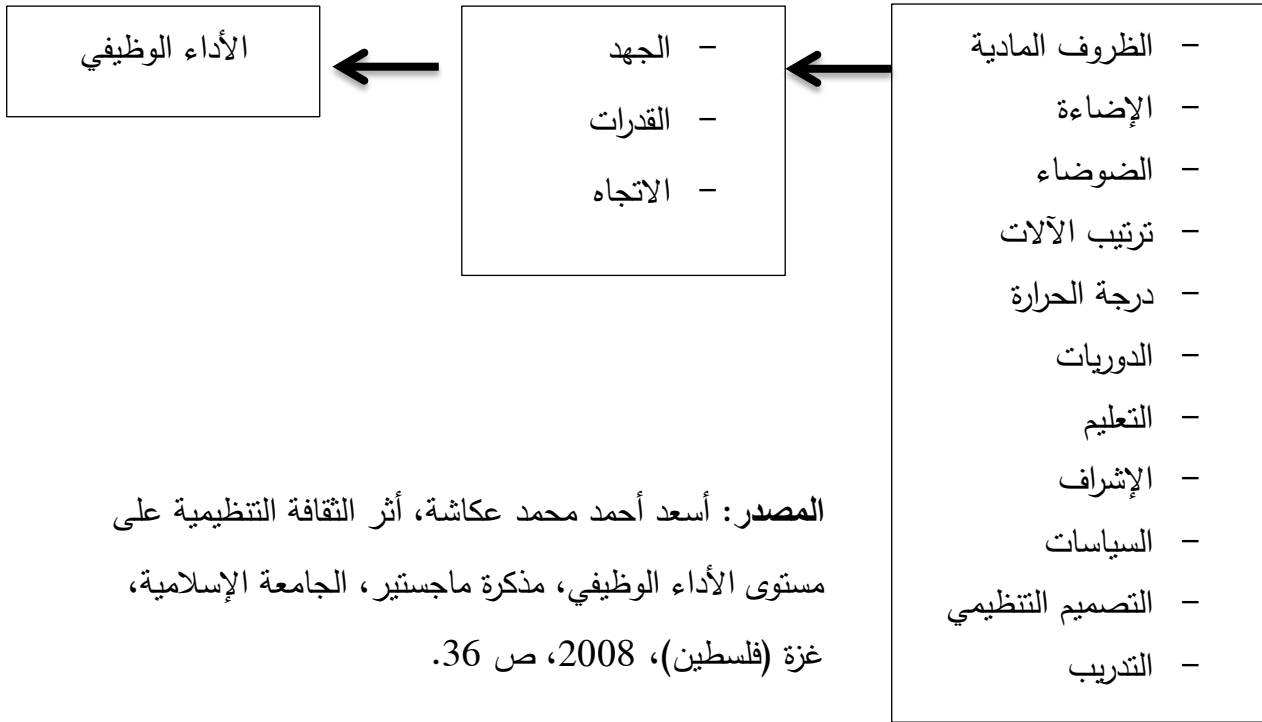 - الظروف المادية
- الإضاءة
- الضوضاء
- ترتيب الآلات
- درجة الحرارة
- الدوريات
- التعليم
- الإشراف
- السياسات
- التصميم التنظيمي
- التدريب
- الجهد
- القدرات
- الاتجاه
الأداء الوظيفي
المصدر: أسعد أحمد محمد عكاشة، أثر الثقافة التنظيمية على
مستوى الأداء الوظيفي، مذكرة ماجستير، الجامعة الإسلامية،
غزة (فلسطين)، 2008، ص 36.